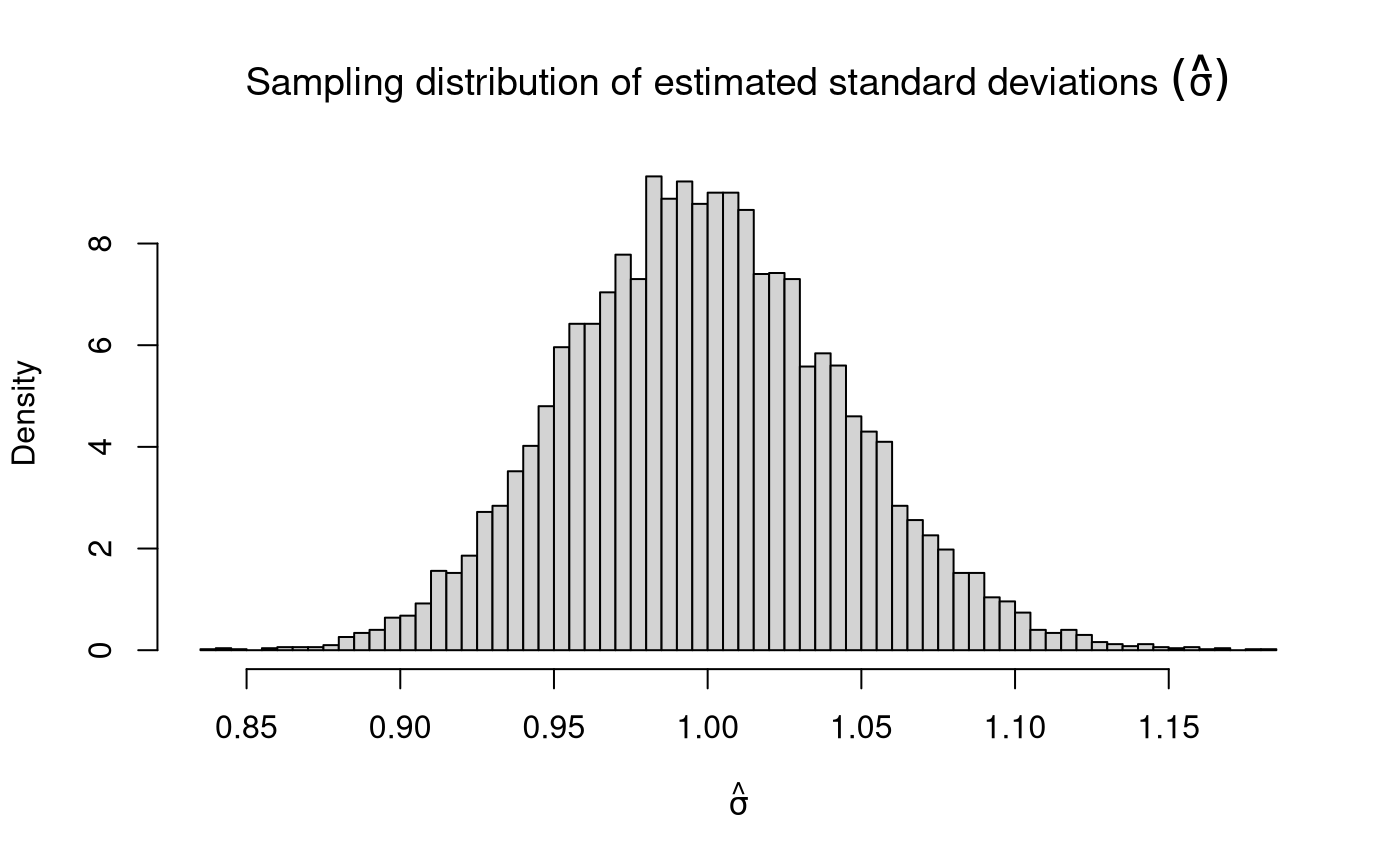 Sampling distribution of estimated standard deviations (σ̂)
Density
8
6
4
2
0
0.85 0.90 0.95 1.00 1.05 1.10 1.15
σ̂